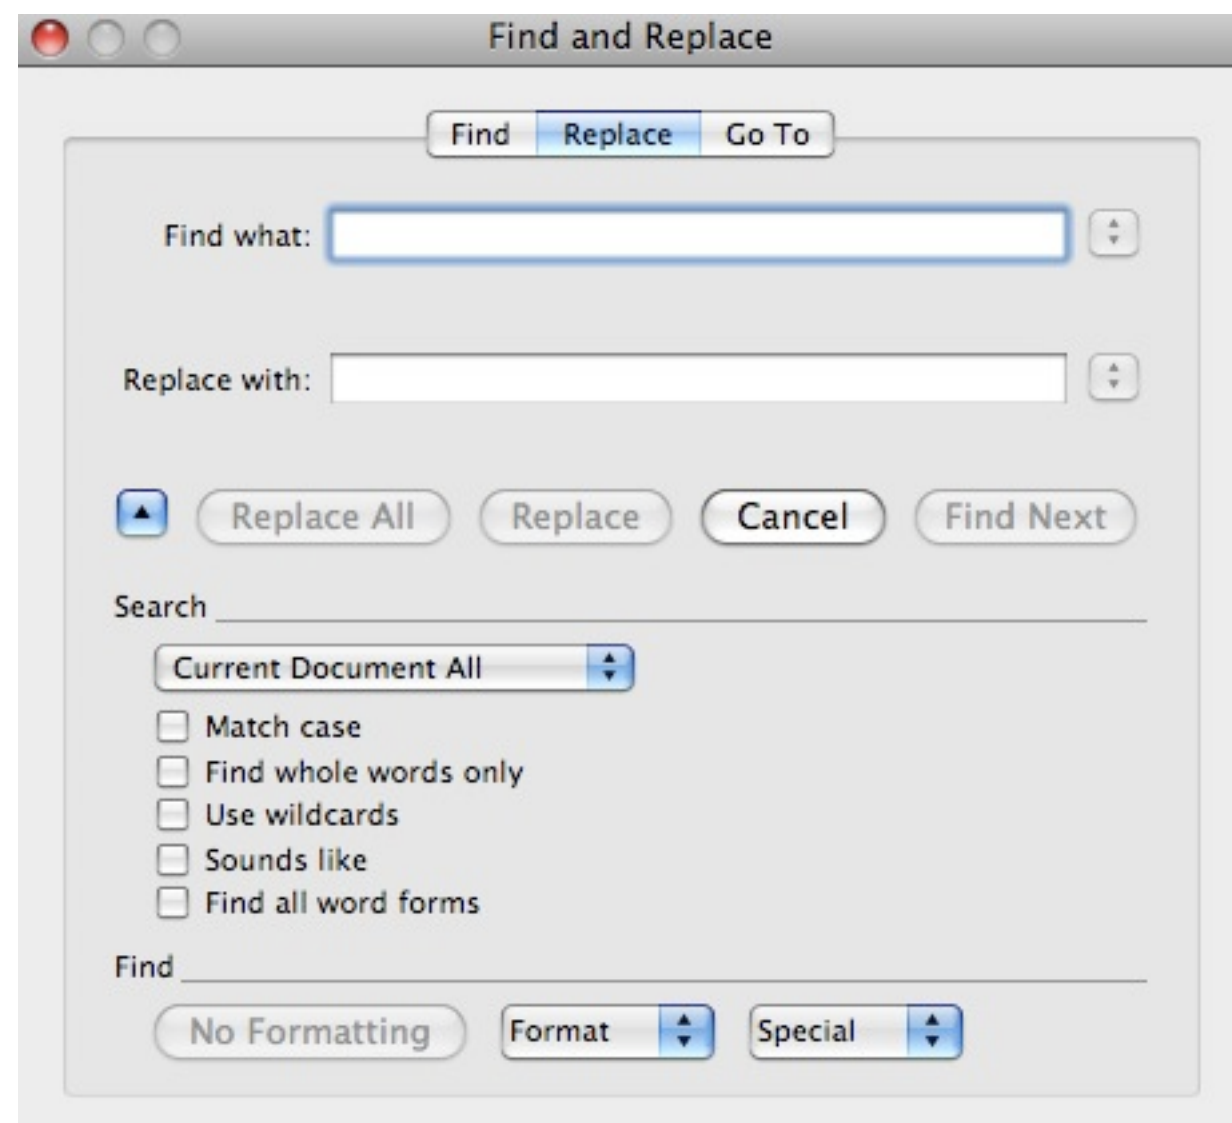 Find and Replace
Find Replace Go To
Find what:
Replace with:
Replace All Replace Cancel Find Next
Search
Current Document All
Match case
Find whole words only
Use wildcards
Sounds like
Find all word forms
Find
No Formatting Format Special